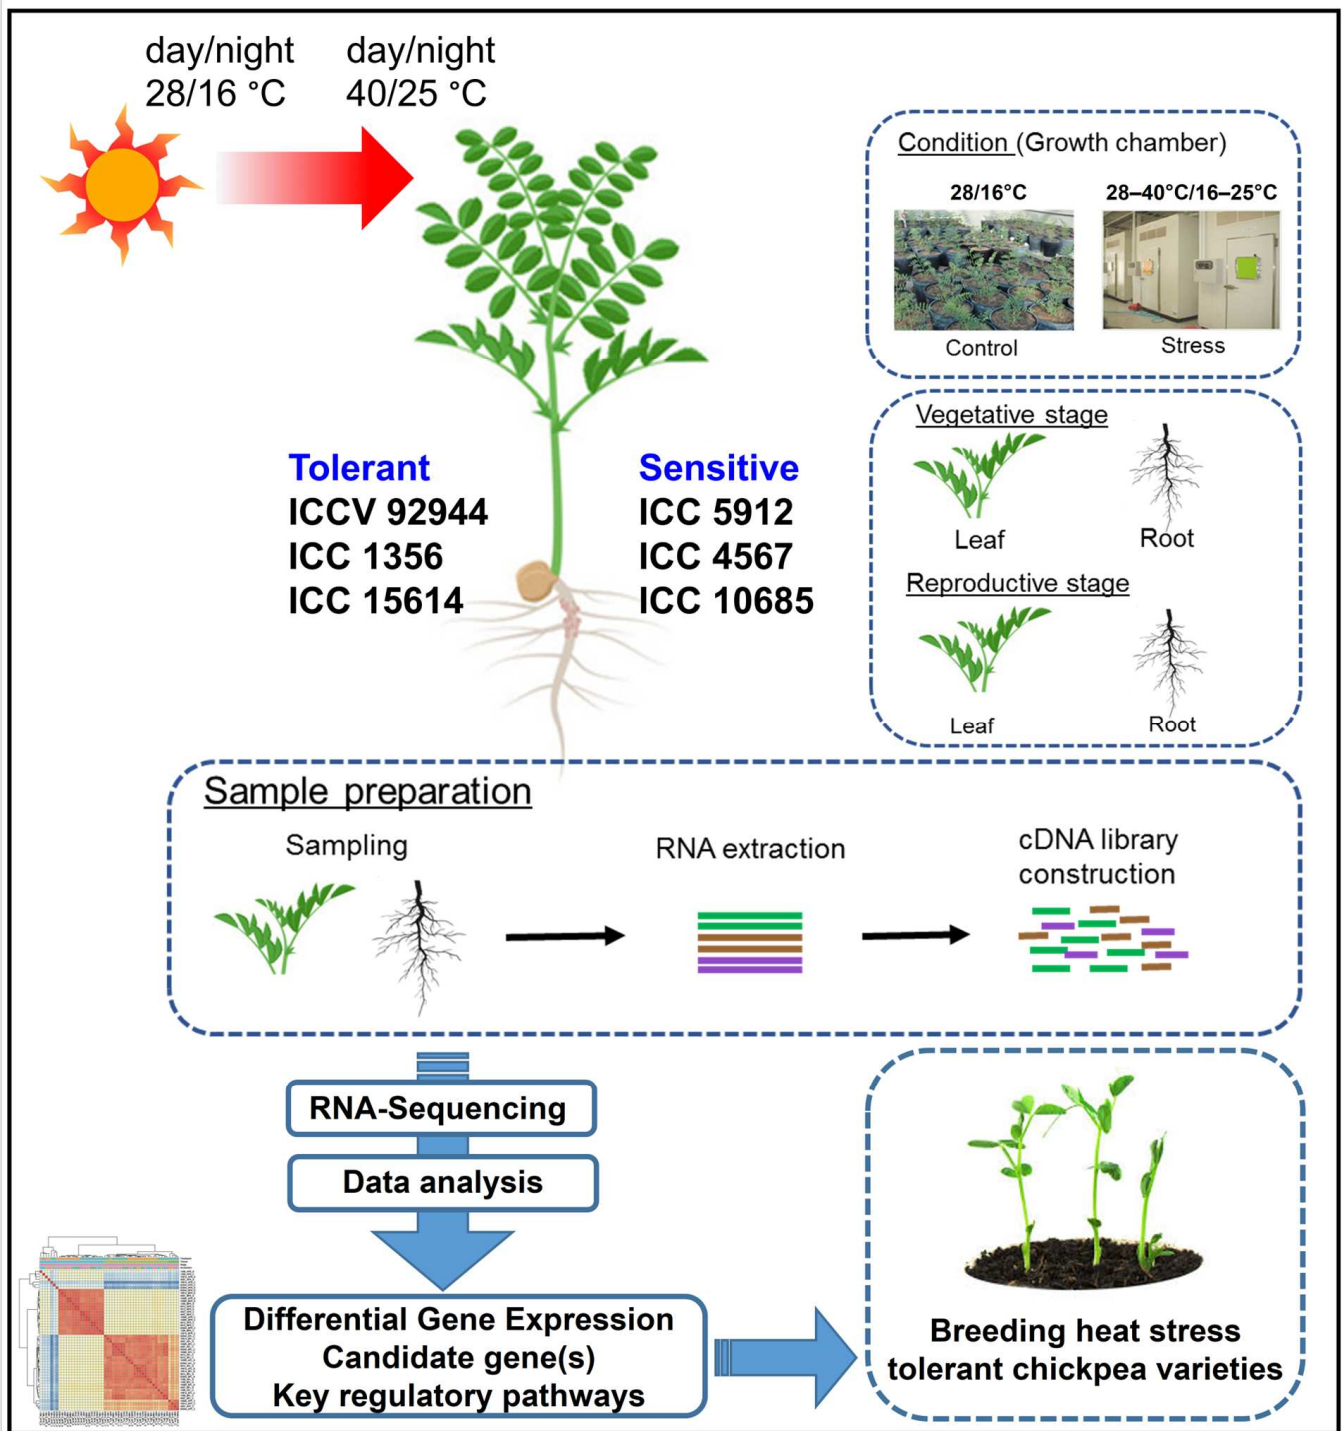 day/night
28/16 °C
day/night
40/25 °C
Condition (Growth chamber)
28/16°C
28–40°C/16–25°C
Control
Stress
Tolerant
ICCV 92944
ICC 1356
ICC 15614
Sensitive
ICC 5912
ICC 4567
ICC 10685
Vegetative stage
Leaf
Root
Reproductive stage
Leaf
Root
Sample preparation
Sampling
RNA extraction
cDNA library
construction
RNA-Sequencing
Data analysis
Differential Gene Expression
Candidate gene(s)
Key regulatory pathways
Breeding heat stress
tolerant chickpea varieties